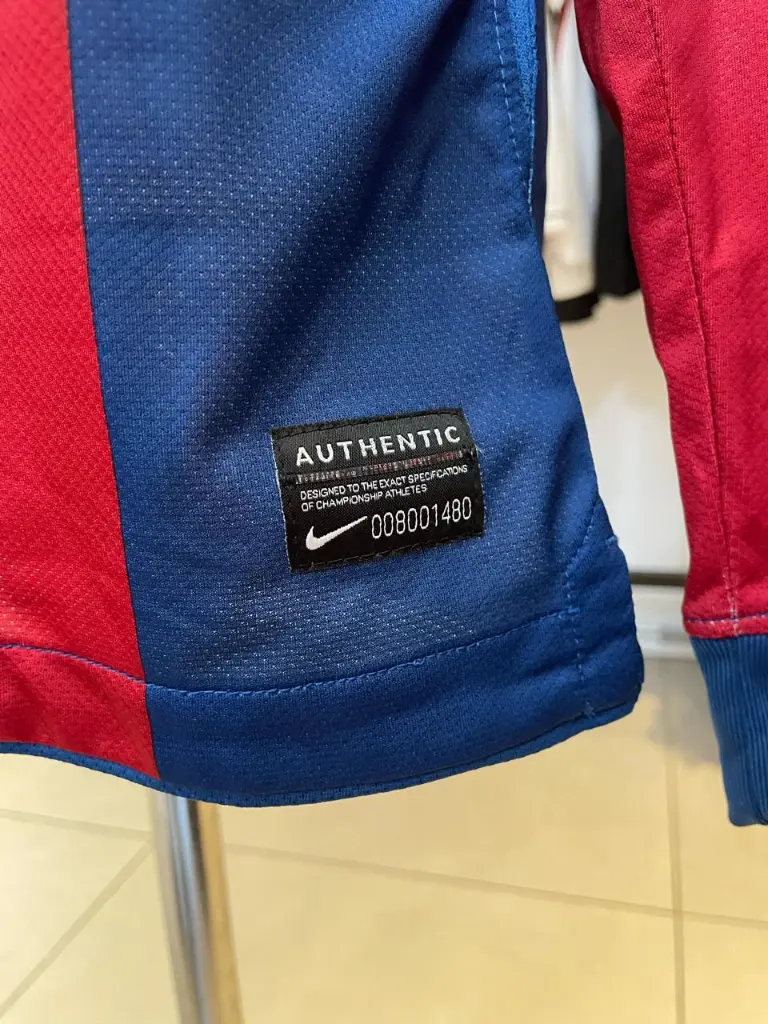 AUTHENTIC
DESIGNED TO THE EXACT SPECIFICATIONS
OF CHAMPIONSHIP ATHLETES
008001480